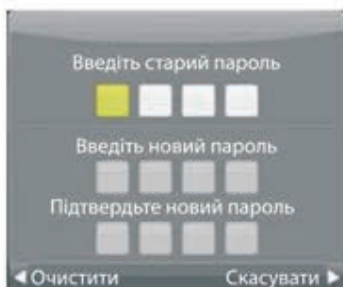 Введіть старий пароль
Введіть новий пароль
Підтвердьте новий пароль
Очистити Скасувати